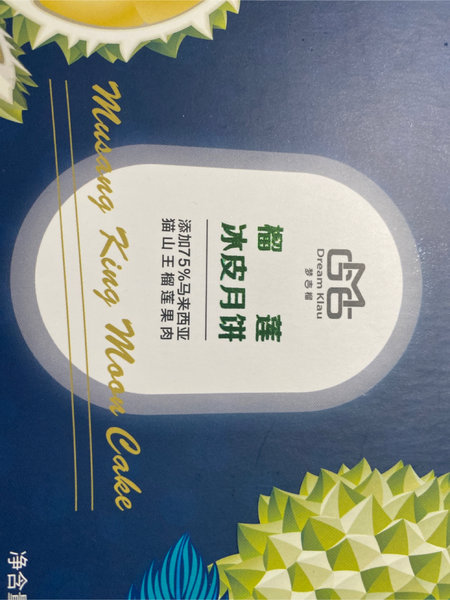 Dream Klau
梦杏榴
榴莲
冰皮月饼
添加75%马来西亚
猫山王榴莲果肉
Musang King Moon Cake
净含量